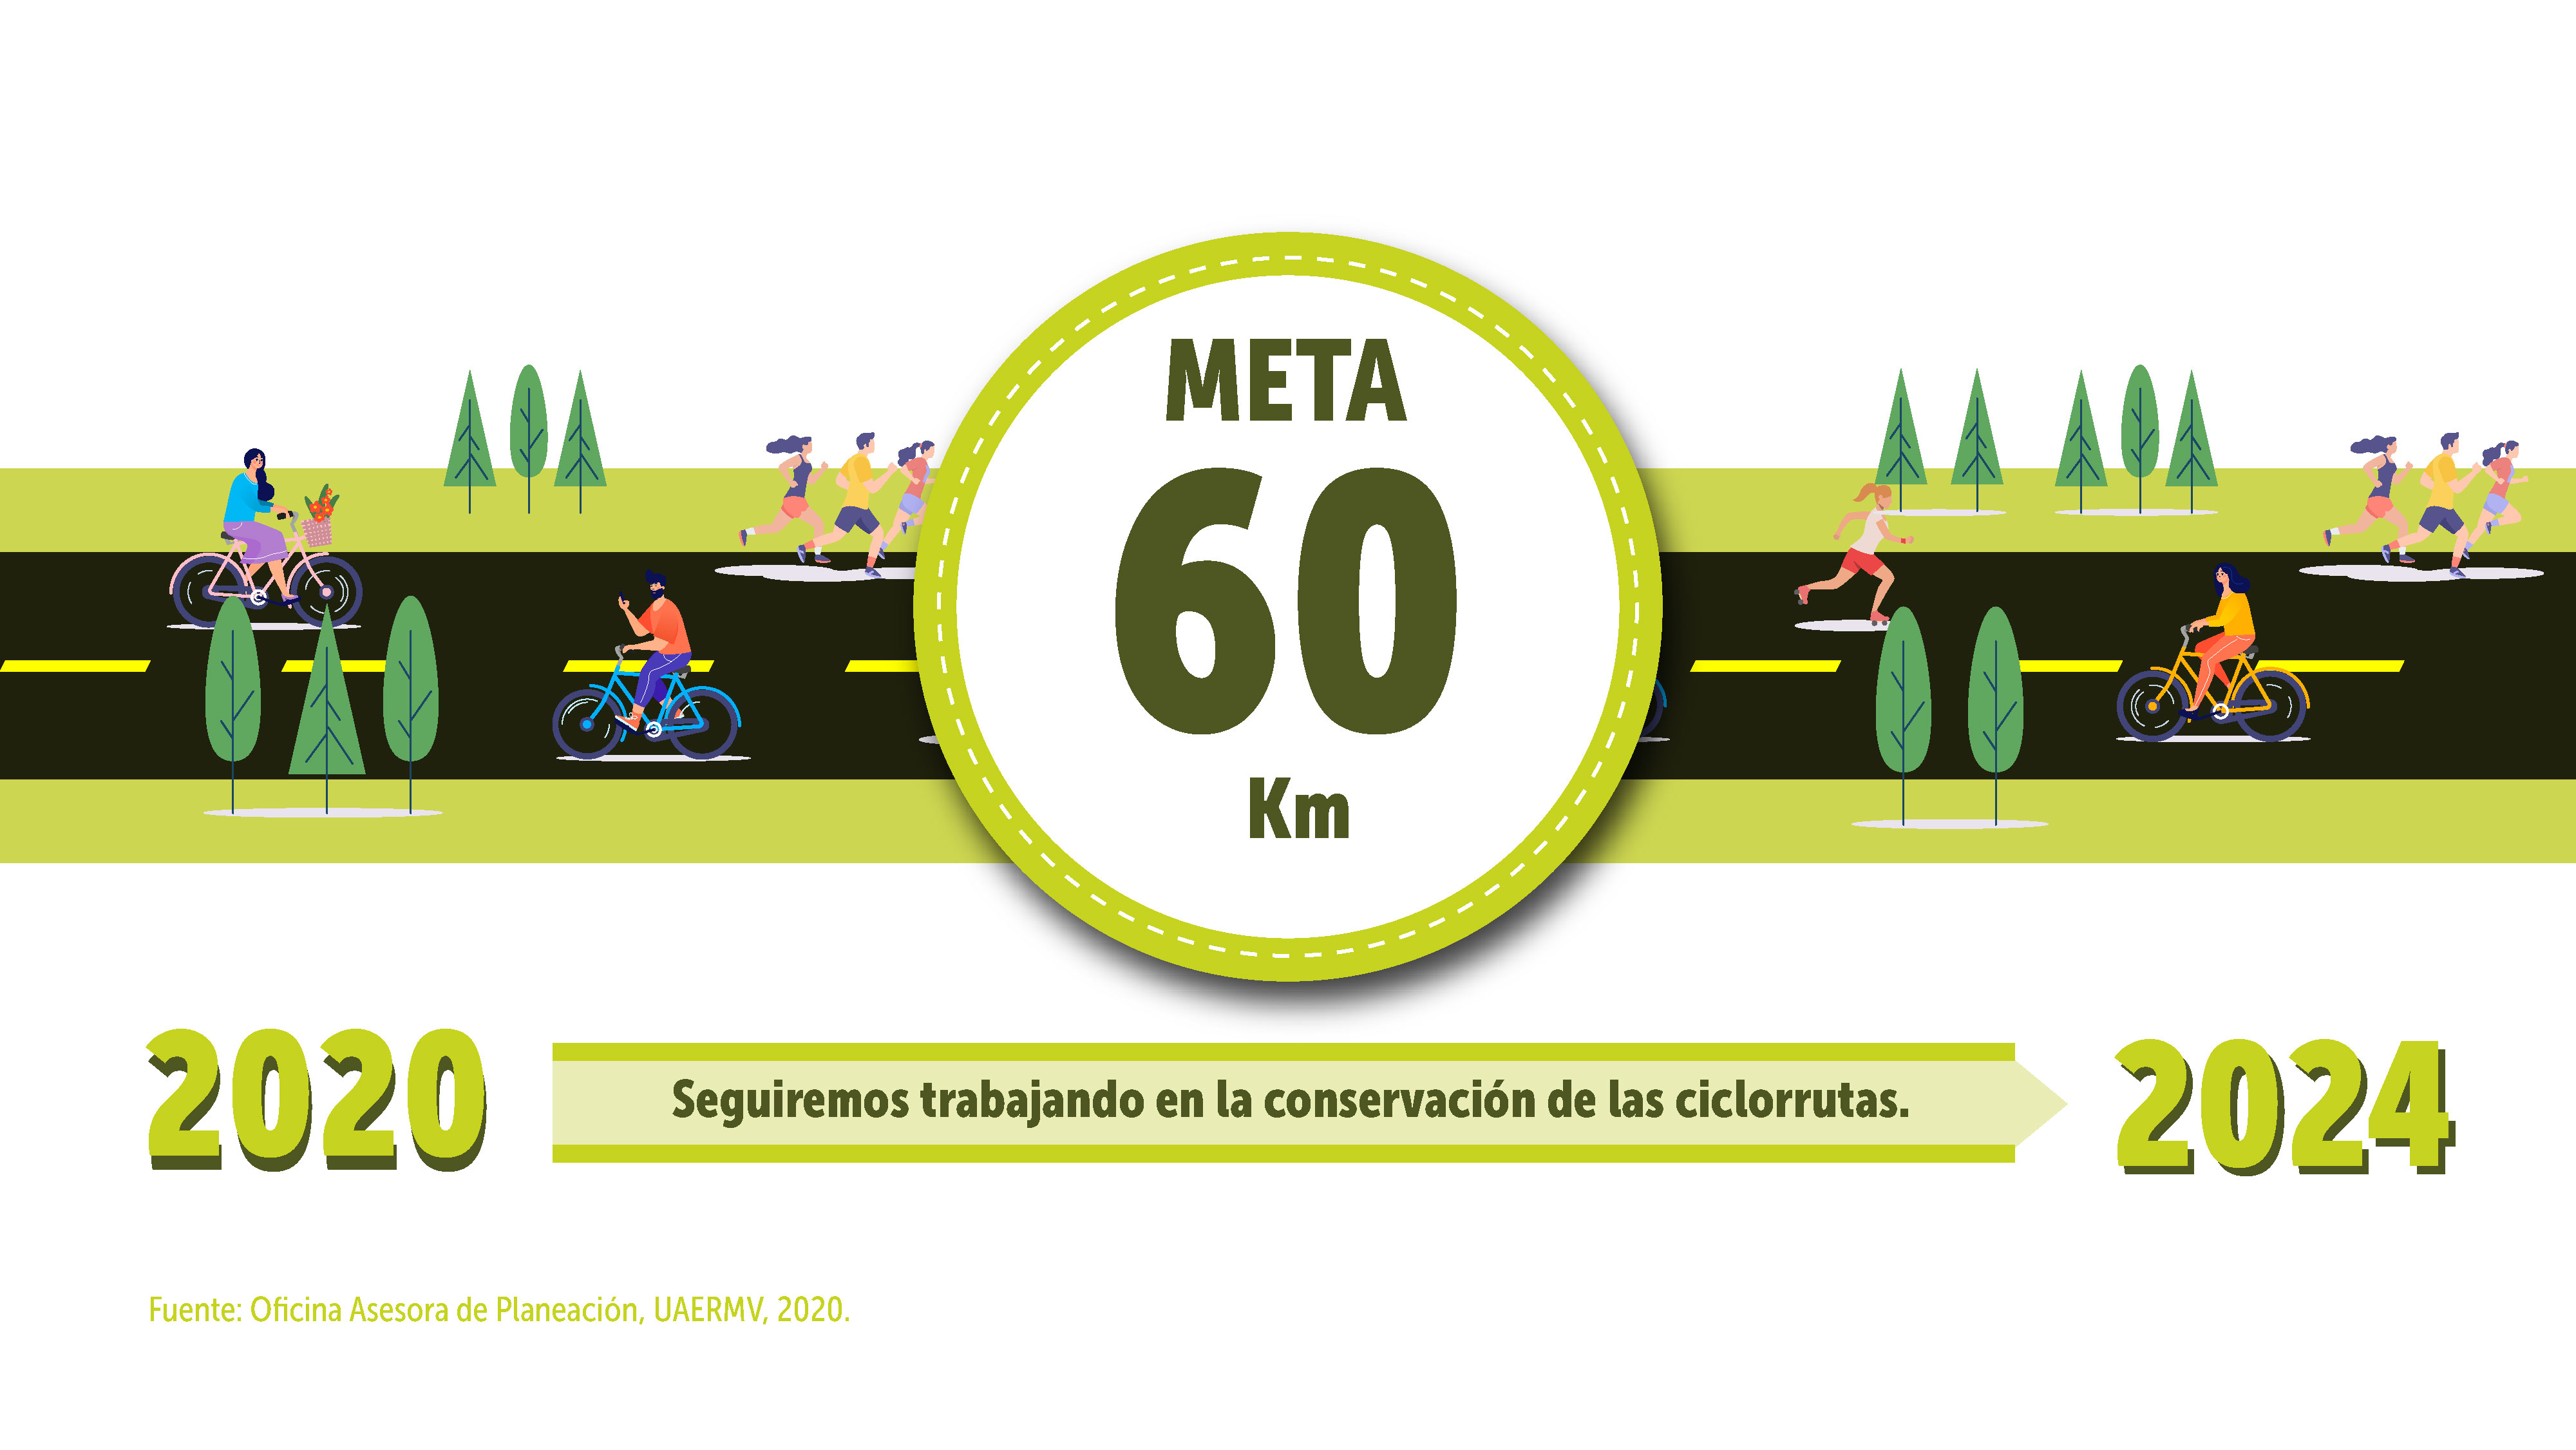 META
60
Km
2020
Seguiremos trabajando en la conservación de las ciclorrutas.
2024
Fuente: Oficina Asesora de Planeación, UAERMV, 2020.